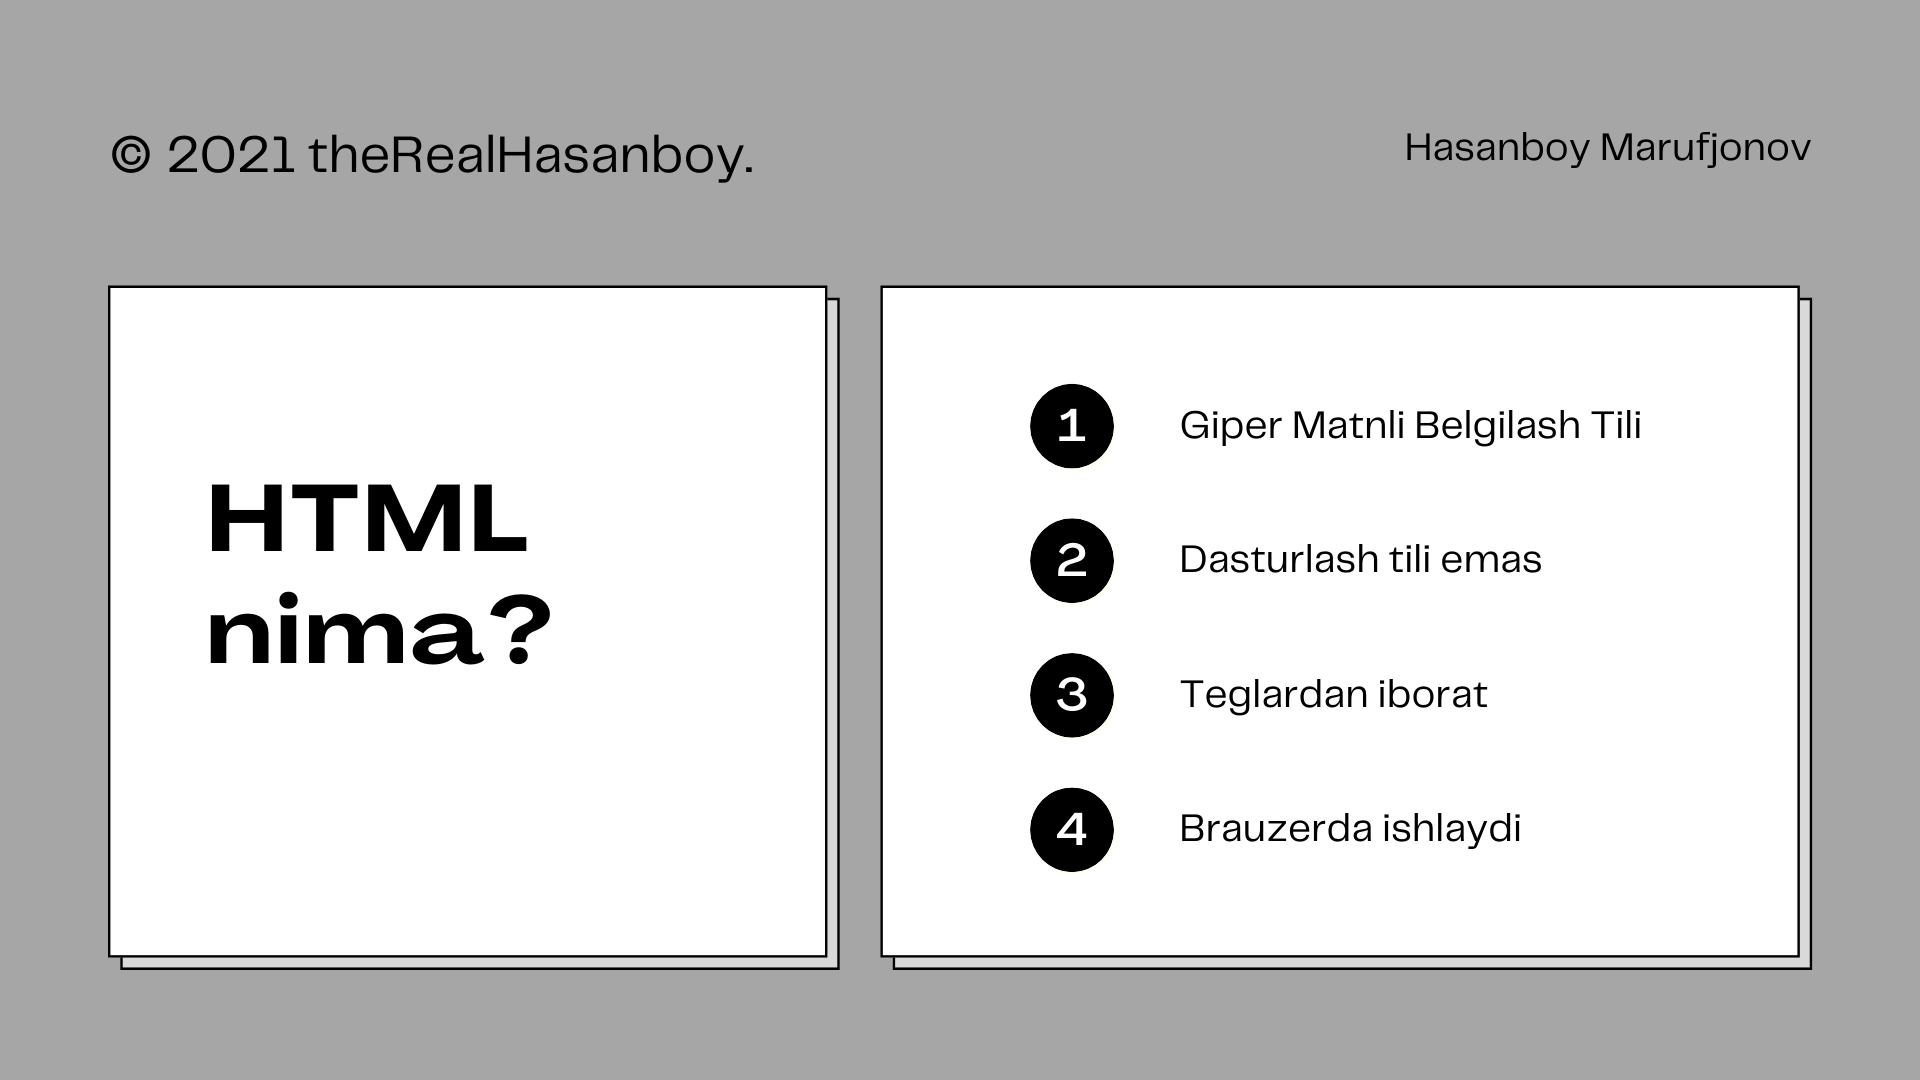 © 2021 theRealHasanboy.
Hasanboy Marufjonov
HTML
nima?
1 Giper Matnli Belgilash Tili
2 Dasturlash tili emas
3 Teglardan iborat
4 Brauzerda ishlaydi